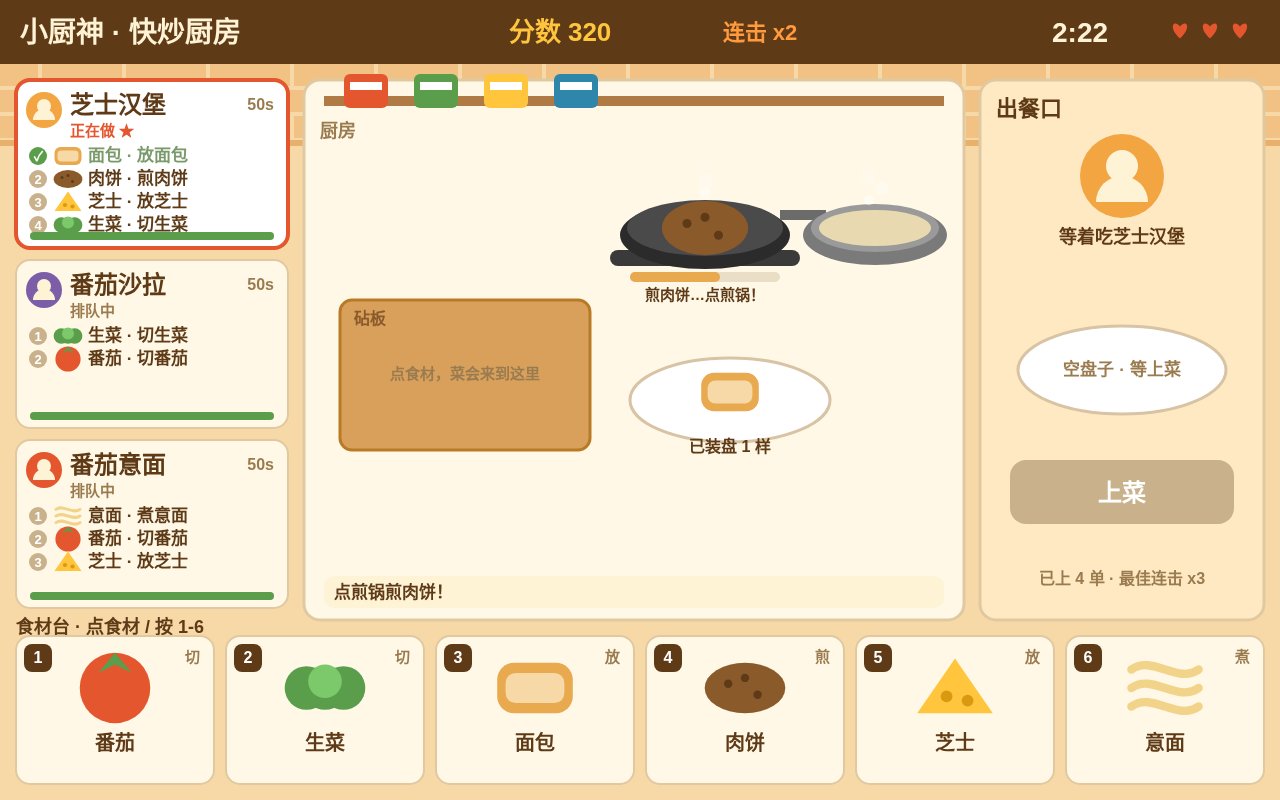 小厨神 · 快炒厨房
分数 320
连击 x2
2:22
芝士汉堡
50s
正在做 ★
面包 · 放面包
2 肉饼 · 煎肉饼
3 芝士 · 放芝士
4 生菜 · 切生菜
番茄沙拉
50s
排队中
1 生菜 · 切生菜
2 番茄 · 切番茄
番茄意面
50s
排队中
1 意面 · 煮意面
2 番茄 · 切番茄
3 芝士 · 放芝士
厨房
煎肉饼…点煎锅!
砧板
点食材，菜会来到这里
已装盘 1 样
点煎锅煎肉饼!
出餐口
等着吃芝士汉堡
空盘子 · 等上菜
上菜
已上 4 单 · 最佳连击 x3
食材台 · 点食材 / 按 1-6
1 切
番茄
2 切
生菜
3 放
面包
4 煎
肉饼
5 放
芝士
6 煮
意面